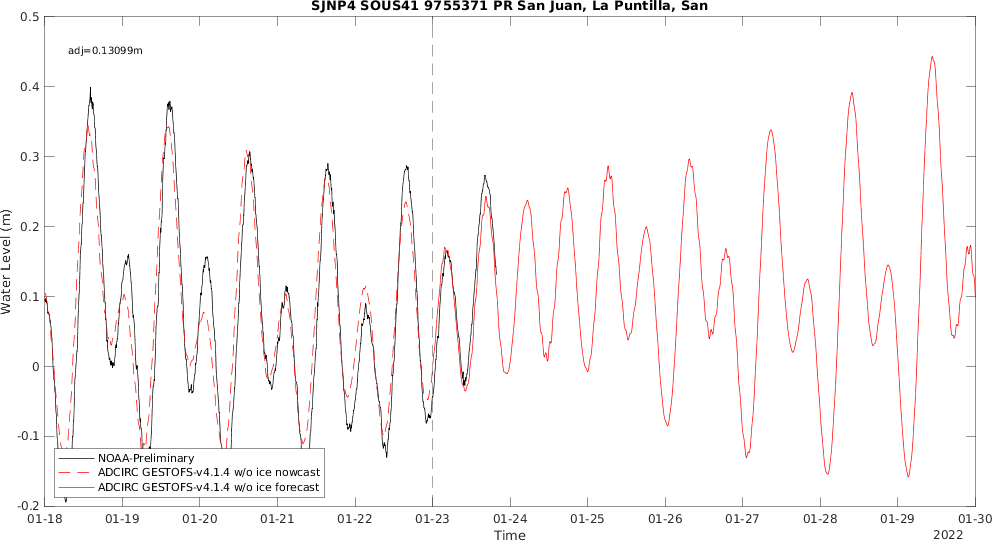 SJNP4 SOUS41 9755371 PR San Juan, La Puntilla, San
adj=0.13099m
0.5
0.4
0.3
0.2
0.1
0
-0.1
-0.2
Water Level (m)
NOAA-Preliminary
ADCIRC GESTOFS-v4.1.4 w/o ice nowcast
ADCIRC GESTOFS-v4.1.4 w/o ice forecast
01-18 01-19 01-20 01-21 01-22 01-23 01-24 01-25 01-26 01-27 01-28 01-29 01-30
Time
2022